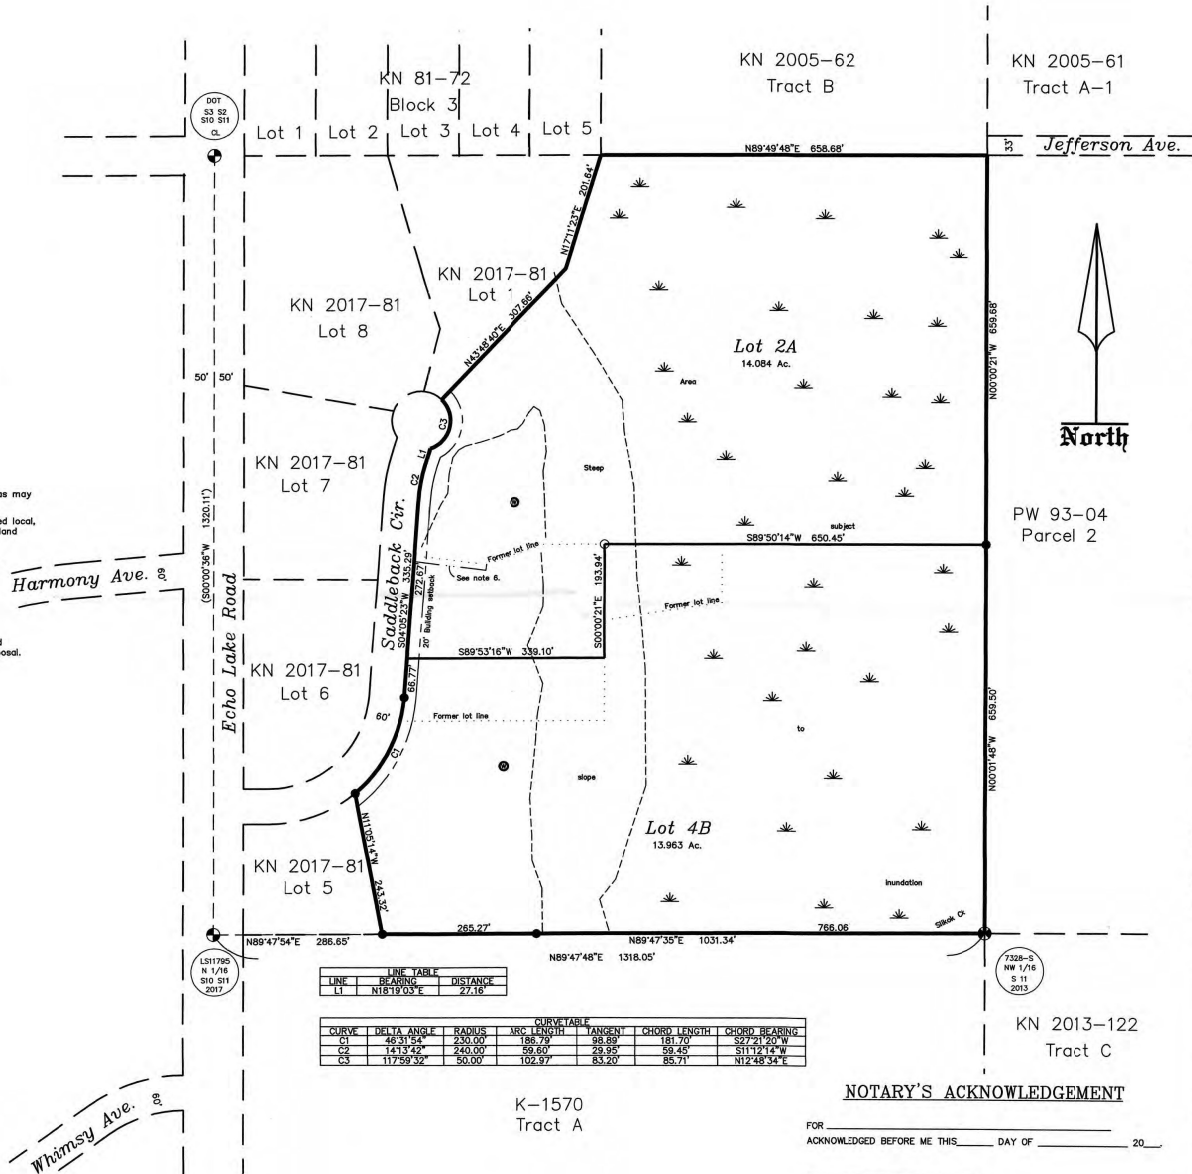 KN 2005-62
Tract B
KN 2005-61
Tract A-1
KN 81-72
Block 3
DOT
S3 S2
S10 S11
CL
Lot 1
Lot 2
Lot 3
Lot 4
Lot 5
N89°49'48"E 658.68'
33'
Jefferson Ave.
N17°11'23"E 201.64'
KN 2017-81
Lot 1
KN 2017-81
Lot 8
N43°48'40"E 307.66'
Lot 2A
14.084 Ac.
N00°00'21"W 659.68'
50' 50'
Area
C3
North
L1
KN 2017-81
Lot 7
C2
Steep
as may
ed local,
land
(S00°00'36"W 1320.11')
PW 93-04
Parcel 2
subject
S89°50'14"W 650.45'
Former lot line
Harmony Ave.
60'
Echo Lake Road
Saddleback Cir.
S04°05'23"W 335.29'
272.67'
20' Building setback
See note 6.
S00°00'21"E 193.94'
Former lot line
d
posal.
S89°53'16"W 339.10'
KN 2017-81
Lot 6
66.77'
60'
Former lot line
N00°01'48"W 659.50'
to
C1
slope
Lot 4B
13.963 Ac.
N11°05'14"W 243.32'
KN 2017-81
Lot 5
inundation
Slikok Ck
265.27'
766.06
N89°47'54"E 286.65'
N89°47'35"E 1031.34'
N89°47'48"E 1318.05'
LS11795
N 1/16
S10 S11
2017
7328-S
NW 1/16
S 11
2013
LINE TABLE
LINE BEARING DISTANCE
L1 N18°19'03"E 27.16'
CURVETABLE
CURVE DELTA ANGLE RADIUS ARC LENGTH TANGENT CHORD LENGTH CHORD BEARING
C1 46°31'54" 230.00' 186.79' 98.89' 181.70' S27°21'20"W
C2 14°13'42" 240.00' 59.60' 29.95' 59.45' S11°12'14"W
C3 117°59'32" 50.00' 102.97' 83.20' 85.71' N12°48'34"E
KN 2013-122
Tract C
K-1570
Tract A
Whimsy Ave.
60'
NOTARY'S ACKNOWLEDGEMENT
FOR
ACKNOWLEDGED BEFORE ME THIS DAY OF 20